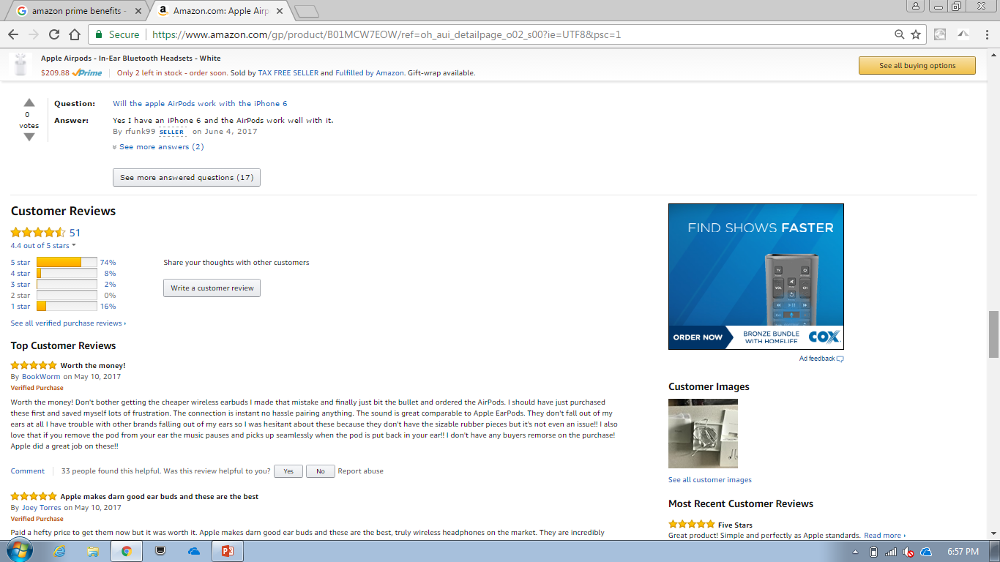 amazon prime benefits -
Amazon.com: Apple Airp
Secure
https://www.amazon.com/gp/product/B01MCW7EOW/ref=oh_aui_detailpage_o02_s00?ie=UTF8&psc=1
Apple Airpods - In-Ear Bluetooth Headsets - White
$209.88 Prime Only 2 left in stock - order soon. Sold by TAX FREE SELLER and Fulfilled by Amazon. Gift-wrap available.
See all buying options
0
votes
Question: Will the apple AirPods work with the iPhone 6
Answer: Yes I have an iPhone 6 and the AirPods work well with it.
By rfunk99 SELLER on June 4, 2017
See more answers (2)
See more answered questions (17)
Customer Reviews
51
4.4 out of 5 stars
5 star 74%
4 star 8%
3 star 2%
2 star 0%
1 star 16%
Share your thoughts with other customers
Write a customer review
See all verified purchase reviews
Top Customer Reviews
Worth the money!
By BookWorm on May 10, 2017
Verified Purchase
Worth the money! Don't bother getting the cheaper wireless earbuds I made that mistake and finally just bit the bullet and ordered the AirPods. I should have just purchased
these first and saved myself lots of frustration. The connection is instant no hassle pairing anything. The sound is great comparable to Apple EarPods. They don't fall out of my
ears at all I have trouble with other brands falling out of my ears so I was hesitant about these because they don't have the sizable rubber pieces but it's not even an issue!! I also
love that if you remove the pod from your ear the music pauses and picks up seamlessly when the pod is put back in your ear!! I don't have any buyers remorse on the purchase!
Apple did a great job on these!!
Comment 33 people found this helpful. Was this review helpful to you? Yes No Report abuse
Apple makes darn good ear buds and these are the best
By Joey Torres on May 10, 2017
Verified Purchase
Paid a hefty price to get them now but it was worth it. Apple makes darn good ear buds and these are the best, truly wireless headphones on the market. They are incredibly
FIND SHOWS FASTER
TV
VOL
CH
ORDER NOW
BRONZE BUNDLE
WITH HOMELIFE
COX
Ad feedback
Customer Images
See all customer images
Most Recent Customer Reviews
Five Stars
Great product! Simple and perfectly as Apple standards. Read more
6:57 PM